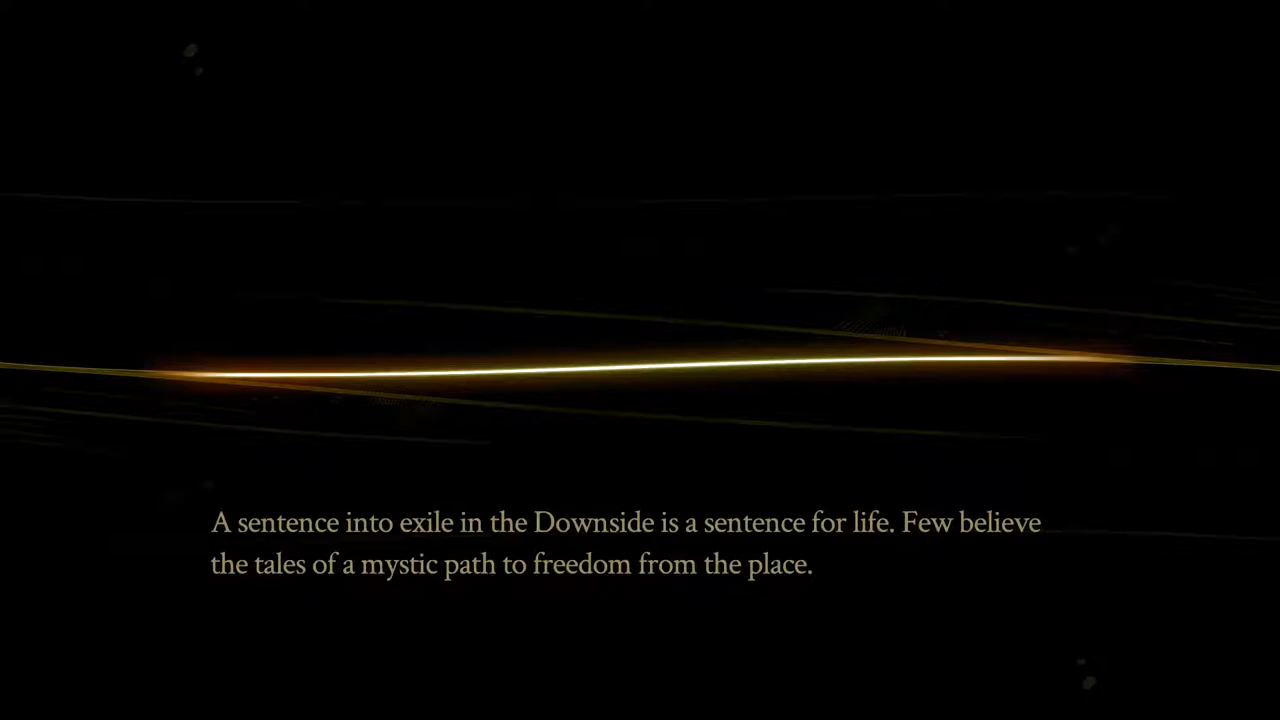 A sentence into exile in the Downside is a sentence for life. Few believe
the tales of a mystic path to freedom from the place.